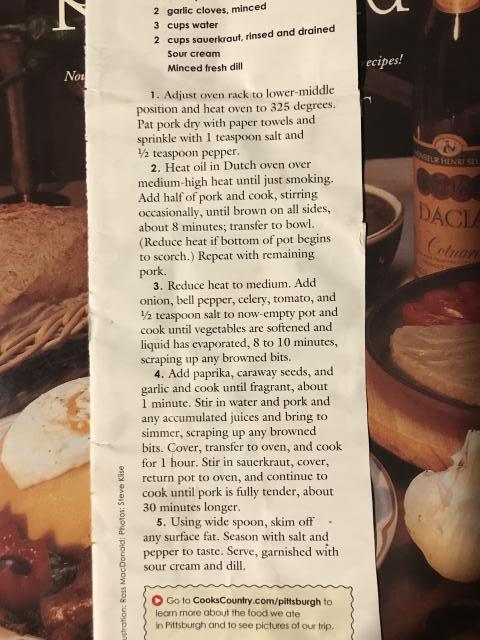 2 garlic cloves, minced
3 cups water
2 cups sauerkraut, rinsed and drained
Sour cream
Minced fresh dill
ecipes!
1. Adjust oven rack to lower-middle
position and heat oven to 325 degrees.
Pat pork dry with paper towels and
sprinkle with 1 teaspoon salt and
½ teaspoon pepper.
2. Heat oil in Dutch oven over
medium-high heat until just smoking.
Add half of pork and cook, stirring
occasionally, until brown on all sides,
about 8 minutes; transfer to bowl.
(Reduce heat if bottom of pot begins
to scorch.) Repeat with remaining
pork.
3. Reduce heat to medium. Add
onion, bell pepper, celery, tomato, and
½ teaspoon salt to now-empty pot and
cook until vegetables are softened and
liquid has evaporated, 8 to 10 minutes,
scraping up any browned bits.
4. Add paprika, caraway seeds, and
garlic and cook until fragrant, about
1 minute. Stir in water and pork and
any accumulated juices and bring to
simmer, scraping up any browned
bits. Cover, transfer to oven, and cook
for 1 hour. Stir in sauerkraut, cover,
return pot to oven, and continue to
cook until pork is fully tender, about
30 minutes longer.
5. Using wide spoon, skim off
any surface fat. Season with salt and
pepper to taste. Serve, garnished with
sour cream and dill.
Go to CooksCountry.com/pittsburgh to
learn more about the food we ate
in Pittsburgh and to see pictures of our trip.
ustration: Ross MacDonald; Photos: Steve Klise
MONSIEUR HENRI SEL
DACIA
Cotnari